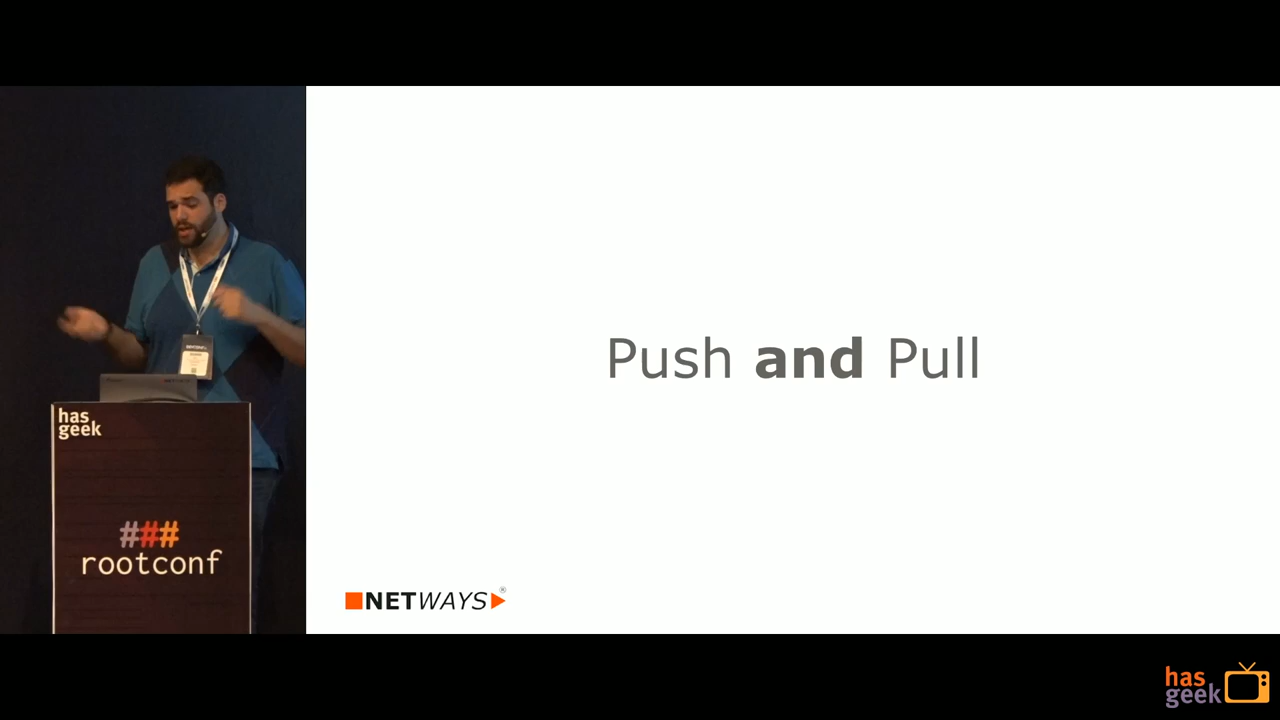 Push and Pull
has
geek
###
rootconf
NETWAYS®
has
geek